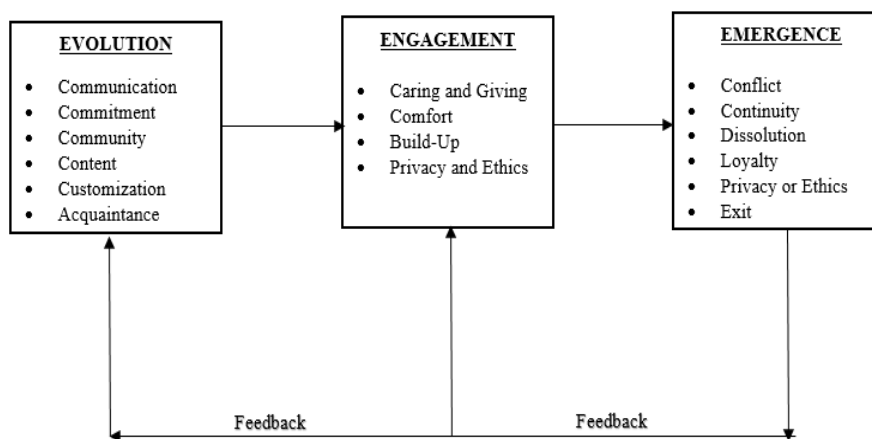 EVOLUTION
• Communication
• Commitment
• Community
• Content
• Customization
• Acquaintance
ENGAGEMENT
• Caring and Giving
• Comfort
• Build-Up
• Privacy and Ethics
EMERGENCE
• Conflict
• Continuity
• Dissolution
• Loyalty
• Privacy or Ethics
• Exit
Feedback
Feedback